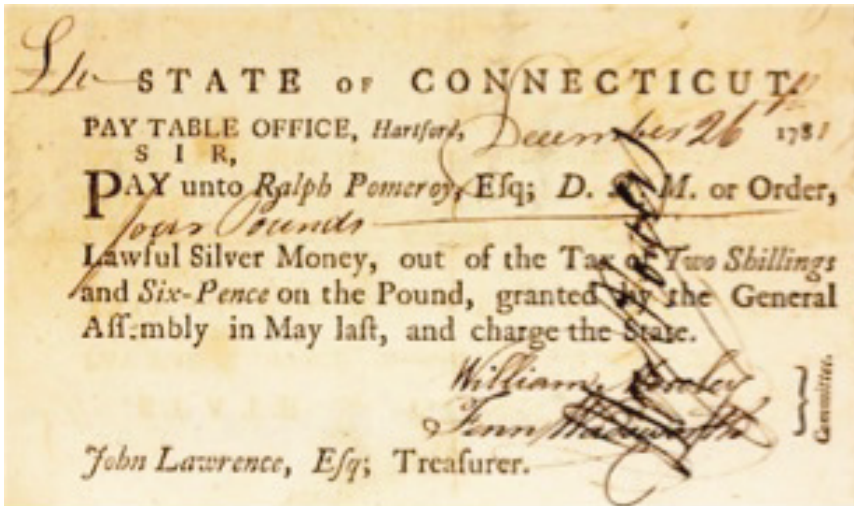 £4 STATE OF CONNECTICUT.
PAY TABLE OFFICE, Hartford, December 26th 1781
SIR,
PAY unto Ralph Pomeroy, Eſq; D. Q. M. or Order,
four Pounds
Lawful Silver Money, out of the Tax of Two Shillings
and Six-Pence on the Pound, granted by the General
Aſſembly in May laſt, and charge the State.
William Moseley
Fenn Wadsworth
Committee.
John Lawrence, Eſq; Treaſurer.